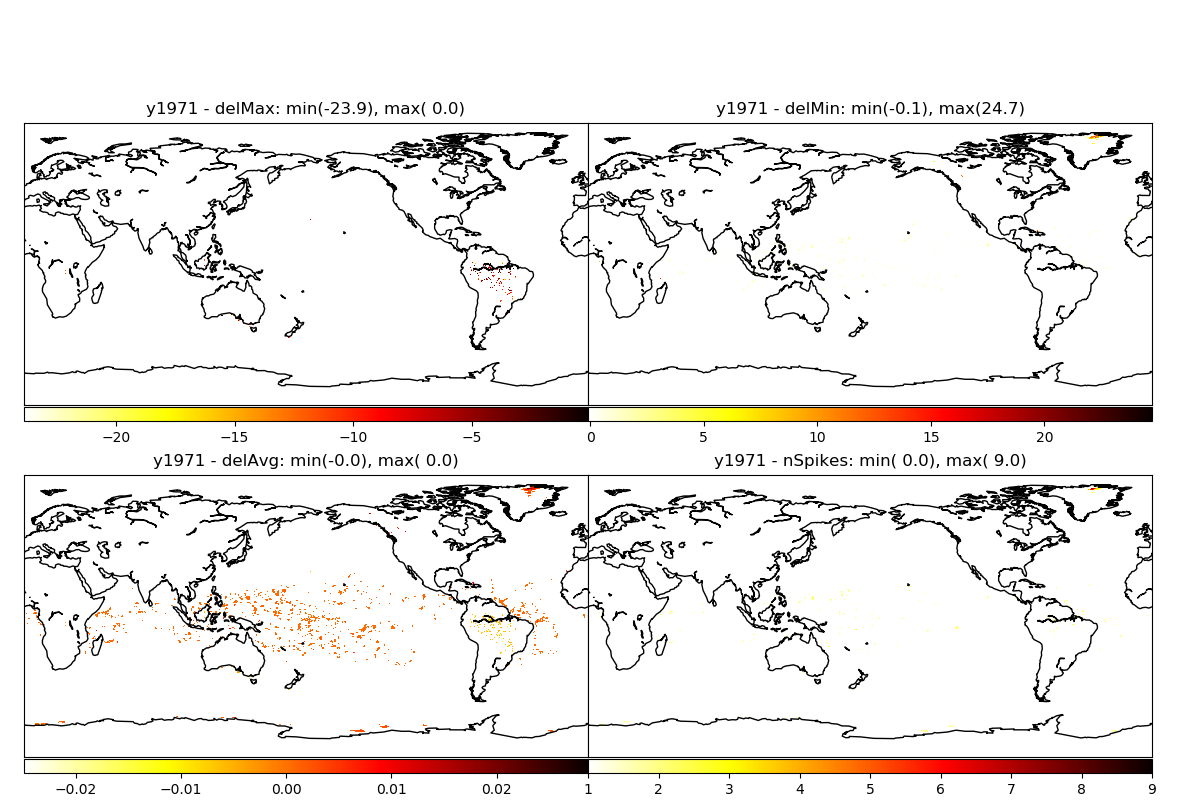 y1971 - delMax: min(-23.9), max( 0.0)
y1971 - delMin: min(-0.1), max(24.7)
−20 −15 −10 −5
0 5 10 15 20
y1971 - delAvg: min(-0.0), max( 0.0)
y1971 - nSpikes: min( 0.0), max( 9.0)
−0.02 −0.01 0.00 0.01 0.02
1 2 3 4 5 6 7 8 9